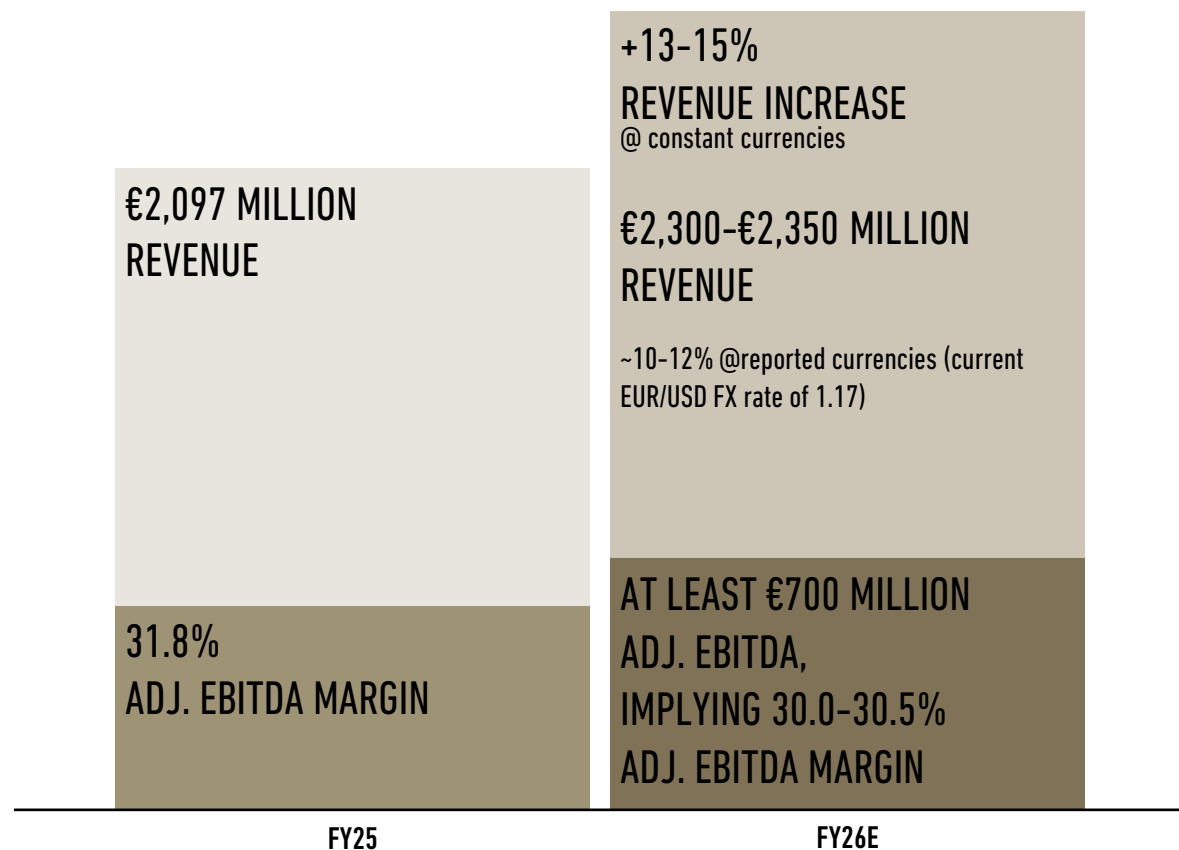 €2,097 MILLION
REVENUE
31.8%
ADJ. EBITDA MARGIN
FY25
+13-15%
REVENUE INCREASE
@ constant currencies
€2,300-€2,350 MILLION
REVENUE
~10-12% @reported currencies (current
EUR/USD FX rate of 1.17)
AT LEAST €700 MILLION
ADJ. EBITDA,
IMPLYING 30.0-30.5%
ADJ. EBITDA MARGIN
FY26E